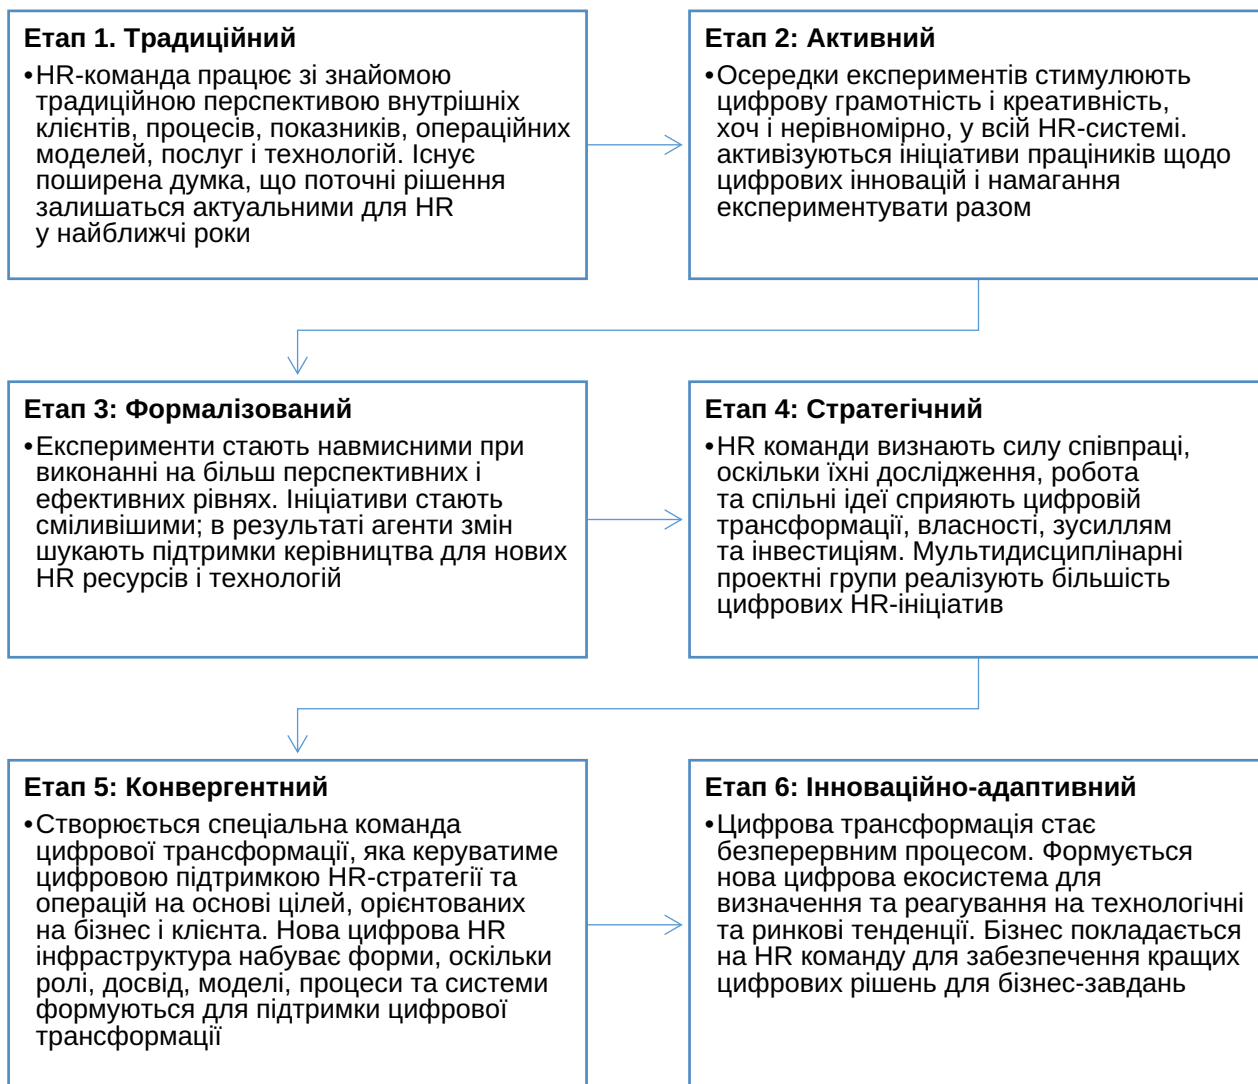 Етап 1. Традиційний
•HR-команда працює зі знайомою
традиційною перспективою внутрішніх
клієнтів, процесів, показників, операційних
моделей, послуг і технологій. Існує
поширена думка, що поточні рішення
залишаться актуальними для HR
у найближчі роки
Етап 2: Активний
•Осередки експериментів стимулюють
цифрову грамотність і креативність,
хоч і нерівномірно, у всій HR-системі.
активізуються ініціативи праціників щодо
цифрових інновацій і намагання
експериментувати разом
Етап 3: Формалізований
•Експерименти стають навмисними при
виконанні на більш перспективних і
ефективних рівнях. Ініціативи стають
сміливішими; в результаті агенти змін
шукають підтримки керівництва для нових
HR ресурсів і технологій
Етап 4: Стратегічний
•HR команди визнають силу співпраці,
оскільки їхні дослідження, робота
та спільні ідеї сприяють цифровій
трансформації, власності, зусиллям
та інвестиціям. Мультидисциплінарні
проектні групи реалізують більшість
цифрових HR-ініціатив
Етап 5: Конвергентний
•Створюється спеціальна команда
цифрової трансформації, яка керуватиме
цифровою підтримкою HR-стратегії та
операцій на основі цілей, орієнтованих
на бізнес і клієнта. Нова цифрова HR
інфраструктура набуває форми, оскільки
ролі, досвід, моделі, процеси та системи
формуються для підтримки цифрової
трансформації
Етап 6: Інноваційно-адаптивний
•Цифрова трансформація стає
безперервним процесом. Формується
нова цифрова екосистема для
визначення та реагування на технологічні
та ринкові тенденції. Бізнес покладається
на HR команду для забезпечення кращих
цифрових рішень для бізнес-завдань